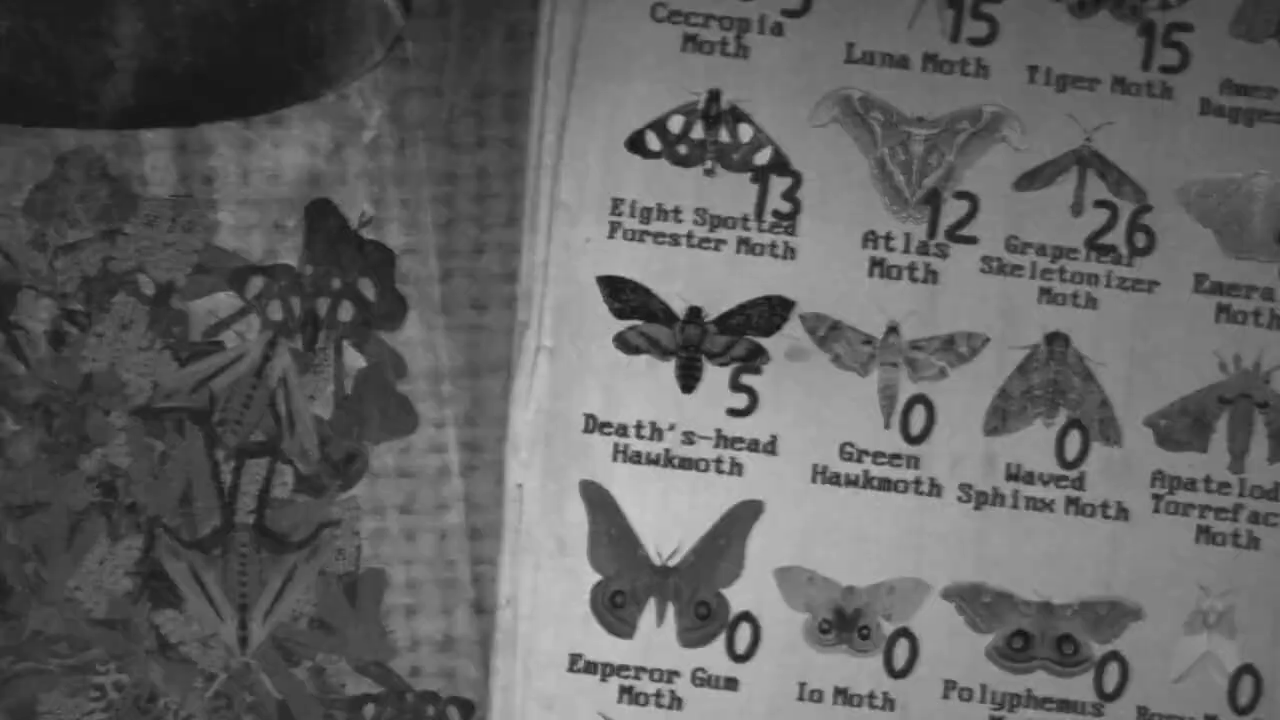 Cecropia
Moth
15
Luna Moth
15
Tiger Moth
13
Eight Spotted
Forester Moth
12
Atlas
Moth
26
Grapeleaf
Skeletonizer
Moth
Moth
5
Death's-head
Hawkmoth
0
Green
Hawkmoth
0
Waved
Sphinx Moth
Moth
0
Emperor Gum
Moth
0
Io Moth
0
Polyphemus
0